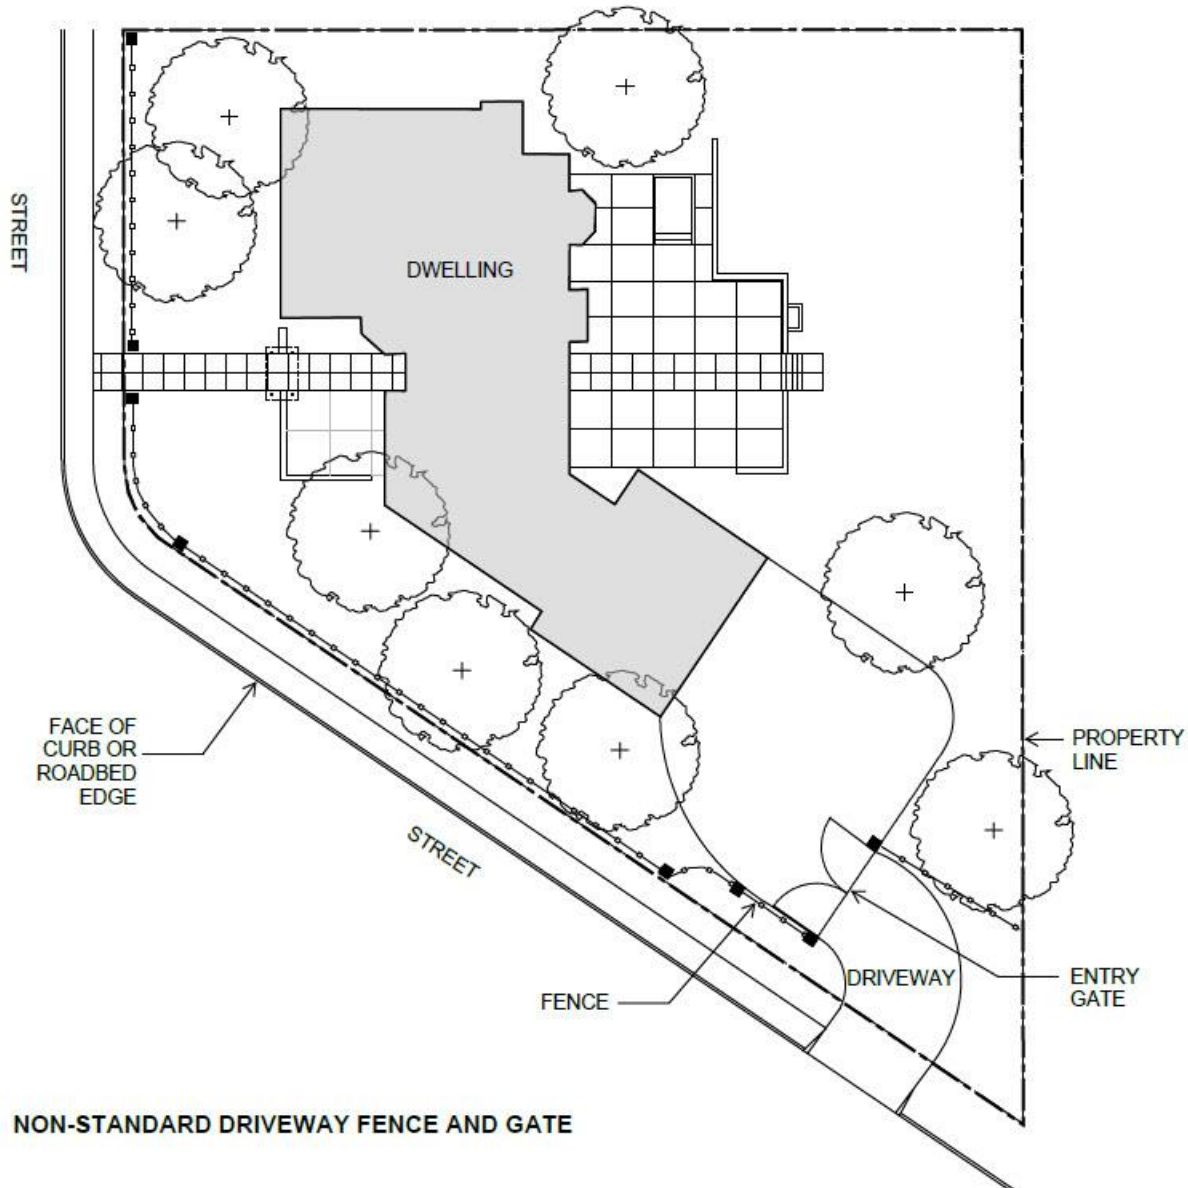 STREET
DWELLING
FACE OF
CURB OR
ROADBED
EDGE
PROPERTY
LINE
STREET
DRIVEWAY
ENTRY
GATE
FENCE
NON-STANDARD DRIVEWAY FENCE AND GATE